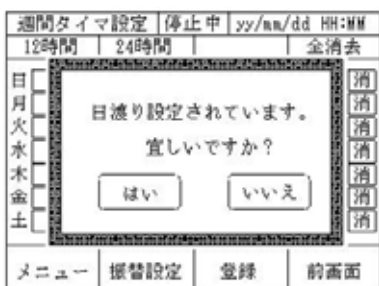 週間タイマ設定 停止中 yy/mm/dd HH:MM
12時間 24時間 全消去
日 消
月 消
火 消
水 消
木 消
金 消
土 消
日渡り設定されています。
宜しいですか?
はい いいえ
メニュー 振替設定 登録 前画面